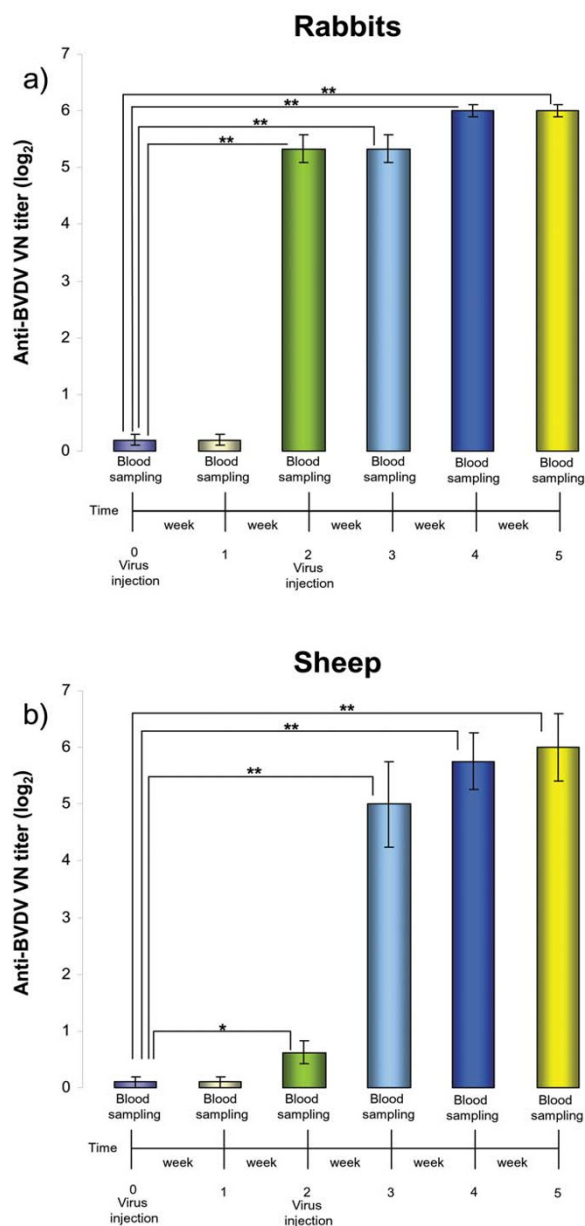 Rabbits
a)
Anti-BVDV VN titer (log2)
7
6
5
4
3
2
1
0
**
**
**
**
Blood sampling Blood sampling Blood sampling Blood sampling Blood sampling Blood sampling
Time
week week week week week
0 1 2 3 4 5
Virus injection Virus injection
Sheep
b)
Anti-BVDV VN titer (log2)
7
6
5
4
3
2
1
0
**
**
**
*
Blood sampling Blood sampling Blood sampling Blood sampling Blood sampling Blood sampling
Time
week week week week week
0 1 2 3 4 5
Virus injection Virus injection